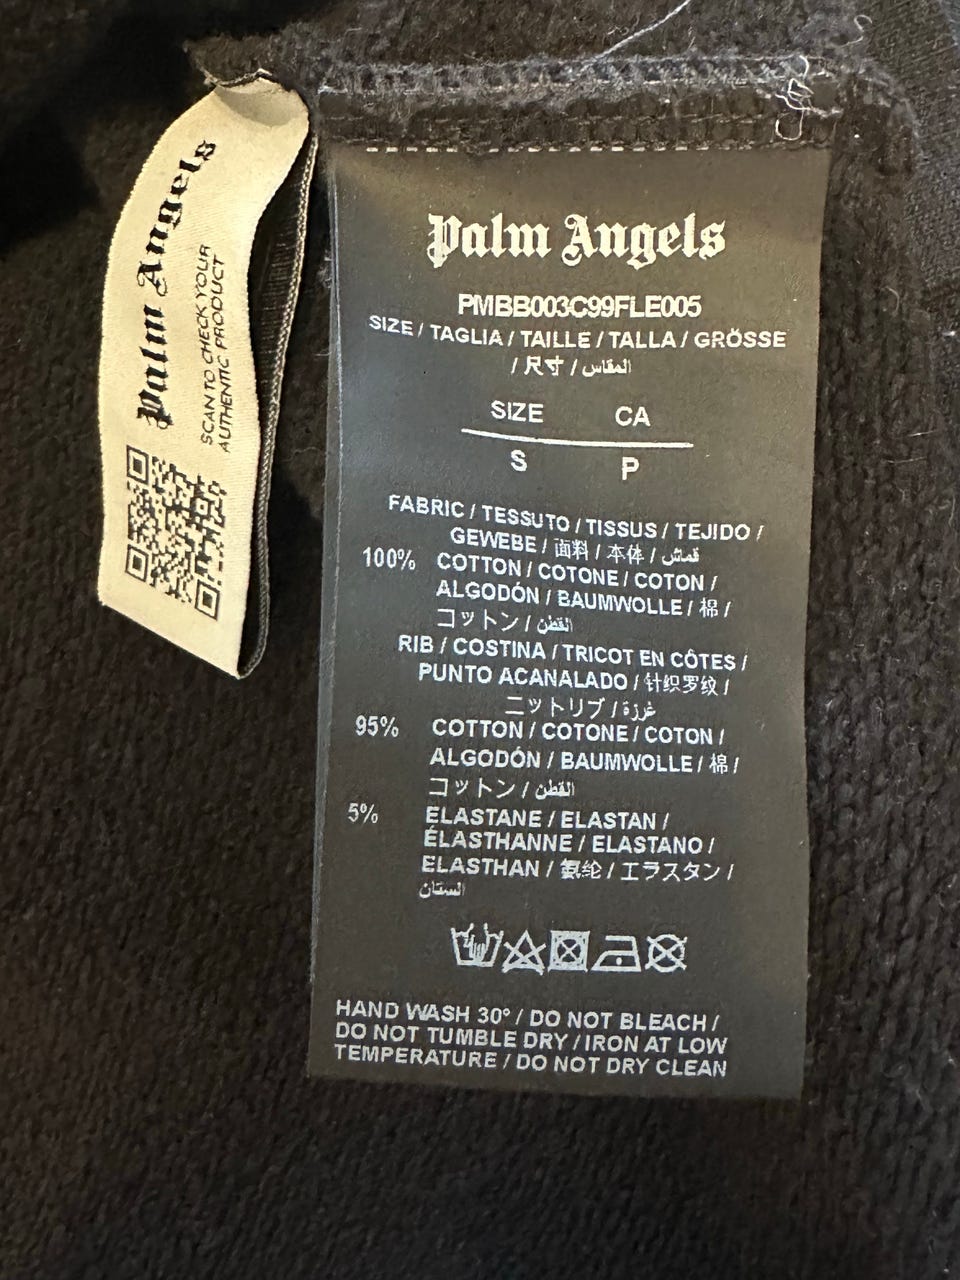 Palm Angels
SCAN TO CHECK YOUR
AUTHENTIC PRODUCT
Palm Angels
PMBB003C99FLE005
SIZE / TAGLIA / TAILLE / TALLA / GRÖSSE
/ 尺寸 / المقاس
SIZE CA
S P
FABRIC / TESSUTO / TISSUS / TEJIDO /
GEWEBE / 面料 / 本体 / قماش
100% COTTON / COTONE / COTON /
ALGODÓN / BAUMWOLLE / 棉 /
コットン / القطن
RIB / COSTINA / TRICOT EN CÔTES /
PUNTO ACANALADO / 针织罗纹 /
ニットリブ / غرزة
95% COTTON / COTONE / COTON /
ALGODÓN / BAUMWOLLE / 棉 /
コットン / القطن
5% ELASTANE / ELASTAN /
ÉLASTHANNE / ELASTANO /
ELASTHAN / 氨纶 / エラスタン /
الستان
HAND WASH 30° / DO NOT BLEACH /
DO NOT TUMBLE DRY / IRON AT LOW
TEMPERATURE / DO NOT DRY CLEAN